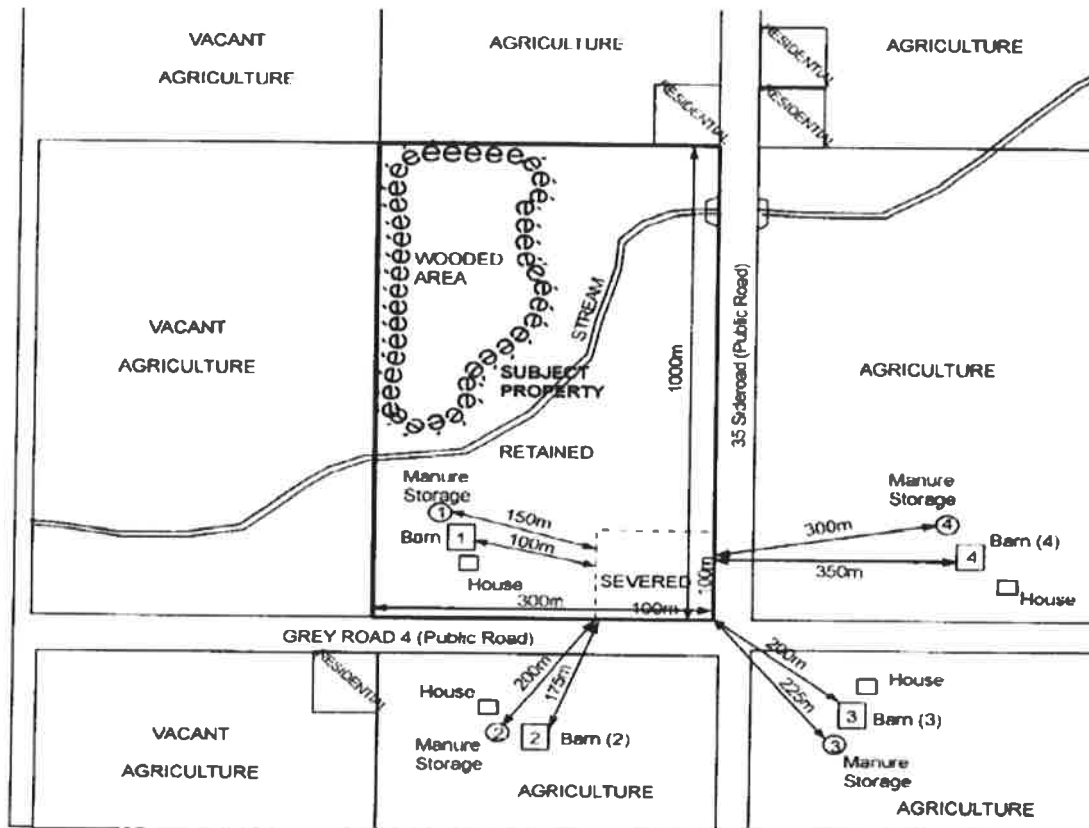 VACANT
AGRICULTURE
AGRICULTURE
RESIDENTIAL
AGRICULTURE
RESIDENTIAL
RESIDENTIAL
WOODED
AREA
STREAM
1000m
35 Sideroad (Public Road)
VACANT
AGRICULTURE
SUBJECT
PROPERTY
AGRICULTURE
RETAINED
Manure
Storage
1
150m
Barn
1
100m
House
SEVERED
100m
300m
100m
Manure
Storage
4
300m
Barn (4)
4
350m
House
GREY ROAD 4 (Public Road)
RESIDENTIAL
House
200m
175m
2
2
Barn (2)
Manure
Storage
VACANT
AGRICULTURE
AGRICULTURE
200m
225m
House
3
Barn (3)
3
Manure
Storage
AGRICULTURE